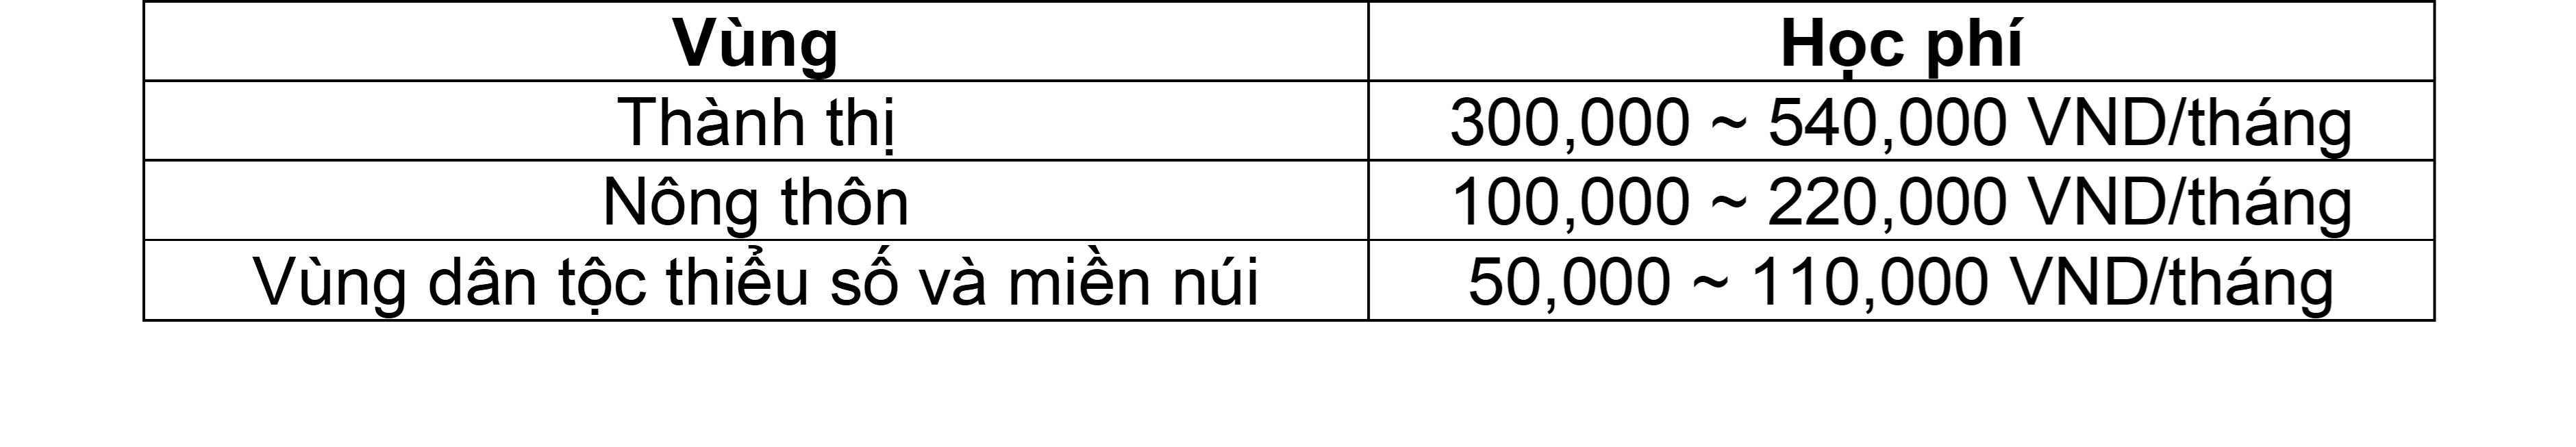 Vùng Học phí
Thành thị 300,000 ~ 540,000 VND/tháng
Nông thôn 100,000 ~ 220,000 VND/tháng
Vùng dân tộc thiểu số và miền núi 50,000 ~ 110,000 VND/tháng